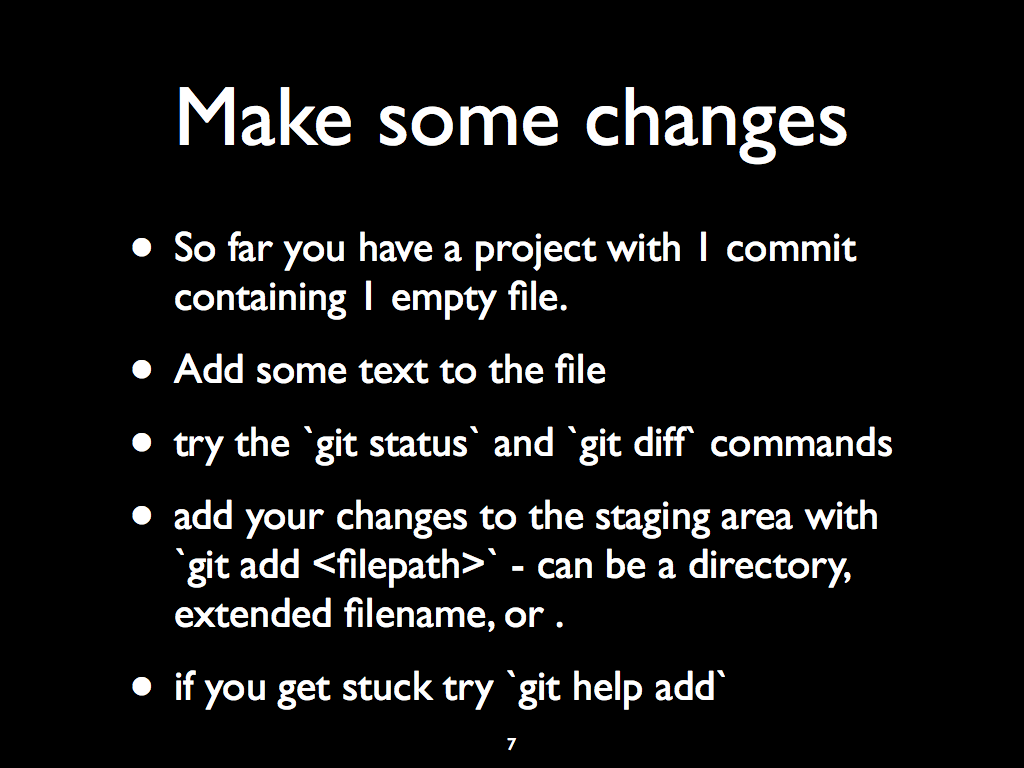 Make some changes
• So far you have a project with 1 commit
containing 1 empty file.
• Add some text to the file
• try the `git status` and `git diff` commands
• add your changes to the staging area with
`git add <filepath>` - can be a directory,
extended filename, or .
• if you get stuck try `git help add`
7